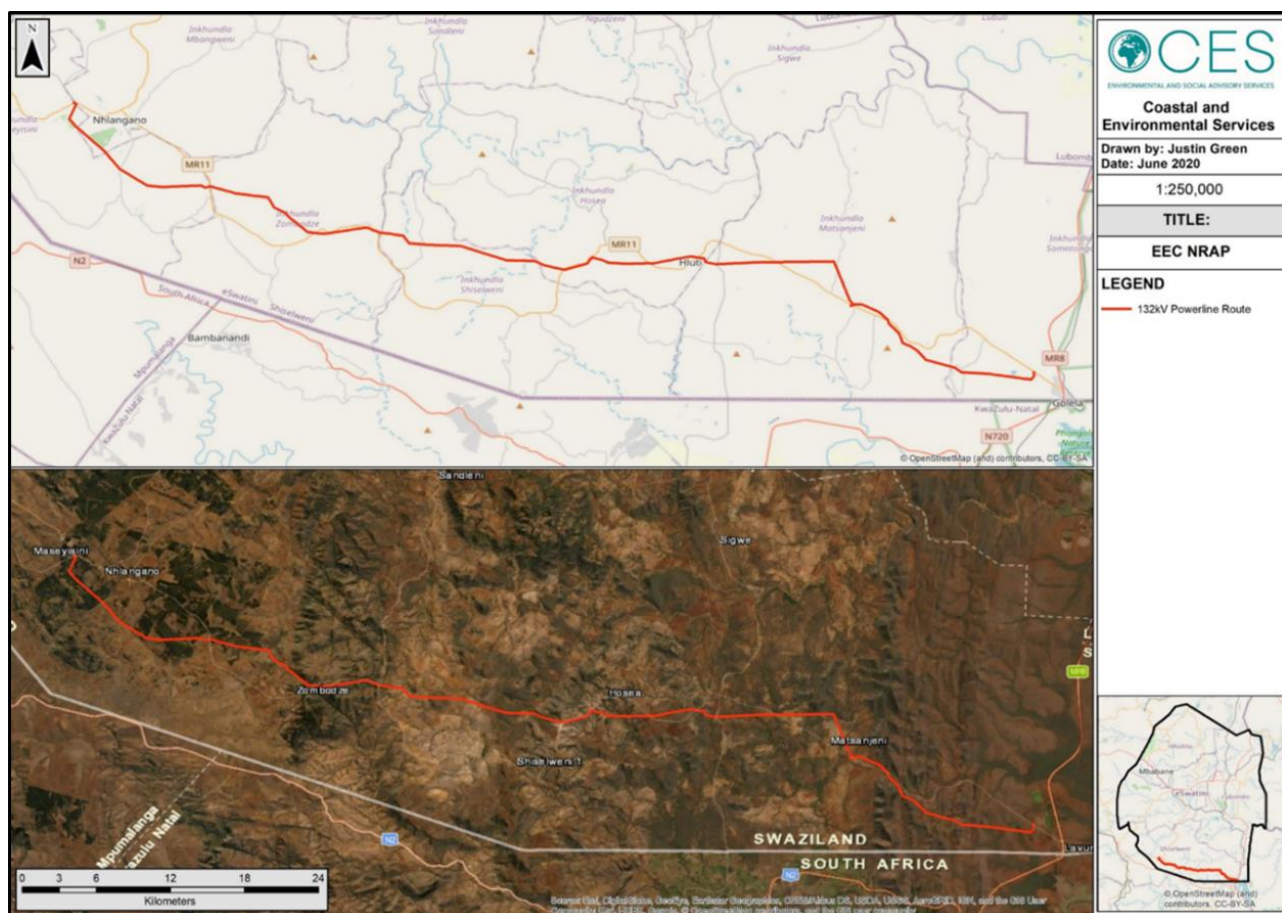 N
Inkhundla
Mbangweni
Inkhundla
Sandleni
Ngudzeni
Inkhundla
Sigwe
Nhlangano
MR11
Inkhundla
Zombodze
Inkhundla
Hosea
MR11
Hluti
Inkhundla
Matsanjeni
Inkhundla
Shiselweni
N2
South Africa
eSwatini
Shiselweni
Bambanandi
Mpumalanga
KwaZulu-Natal
MR8
Golela
KwaZulu-Natal
N720
© OpenStreetMap (and) contributors, CC-BY-SA
Sandleni
Maseyisini
Nhlangano
Sigwe
Zombodze
Hosea
Shiselweni 1
Matsanjeni
Mpumalanga
N2
SWAZILAND
SOUTH AFRICA
N2
0 3 6 12 18 24
Kilometers
OCES
ENVIRONMENTAL AND SOCIAL ADVISORY SERVICES
Coastal and
Environmental Services
Drawn by: Justin Green
Date: June 2020
1:250,000
TITLE:
EEC NRAP
LEGEND
132kV Powerline Route
Mbabane
eSwatini
© OpenStreetMap (and)
contributors, CC-BY-SA